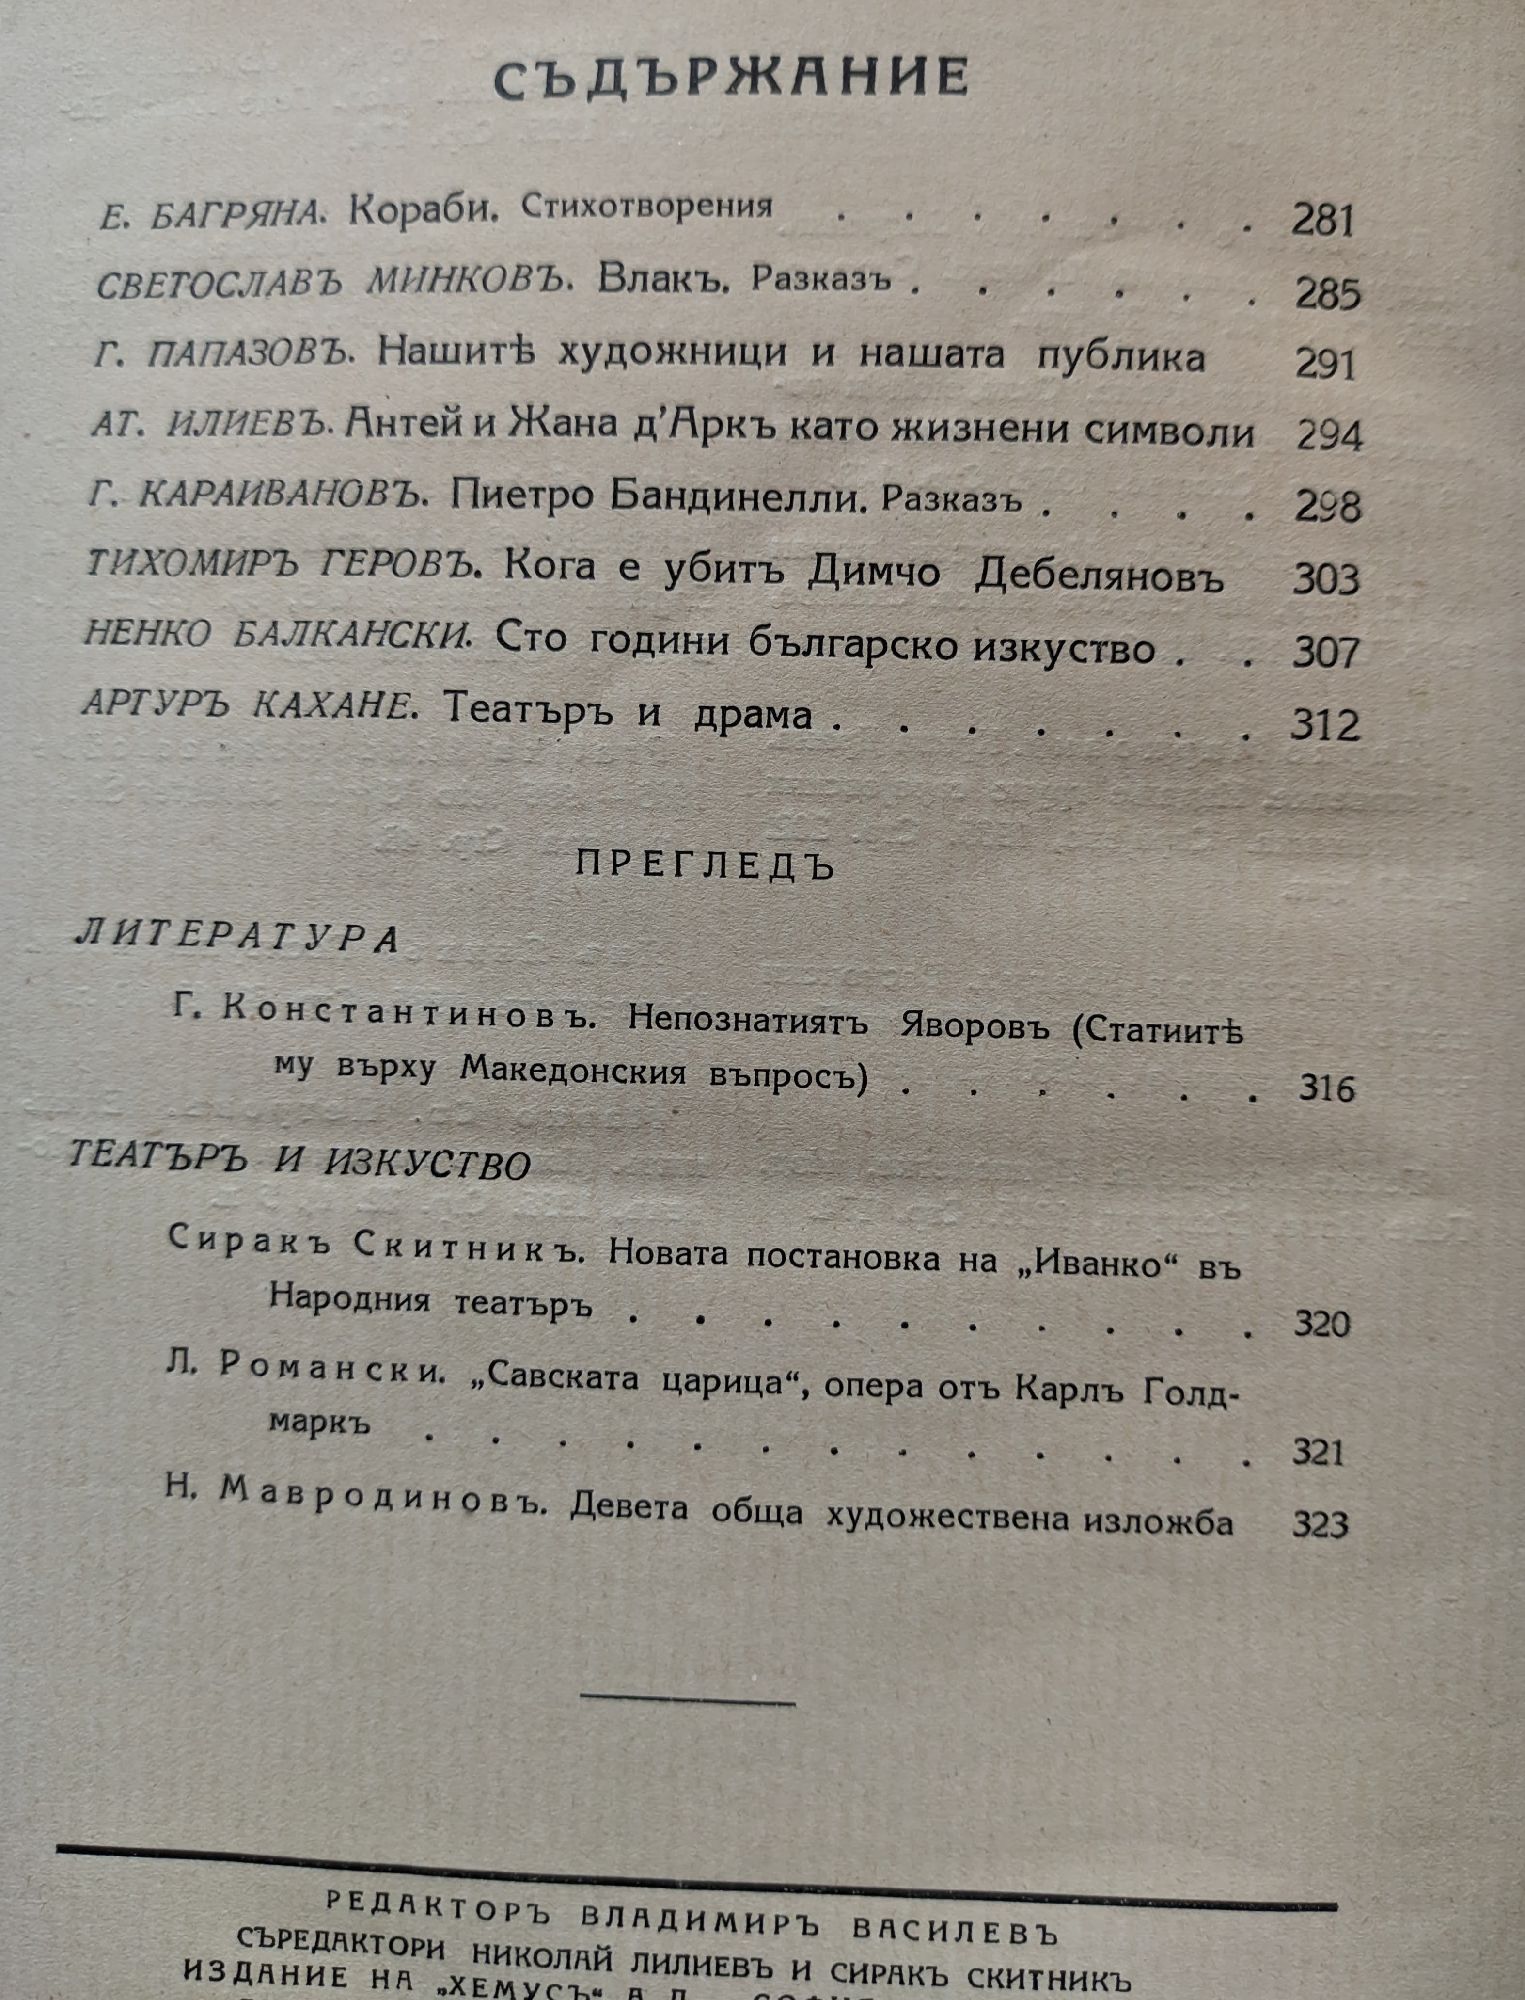 СЪДЪРЖАНИЕ
Е. БАГРЯНА. Кораби. Стихотворения . . . . . . . 281
СВЕТОСЛАВЪ МИНКОВЪ. Влакъ. Разказъ . . . . . . 285
Г. ПАПАЗОВЪ. Нашитѣ художници и нашата публика 291
АТ. ИЛИЕВЪ. Антей и Жана д'Аркъ като жизнени символи 294
Г. КАРАИВАНОВЪ. Пиетро Бандинелли. Разказъ . . . . 298
ТИХОМИРЪ ГЕРОВЪ. Кога е убитъ Димчо Дебеляновъ 303
НЕНКО БАЛКАНСКИ. Сто години българско изкуство . . 307
АРТУРЪ КАХАНЕ. Театъръ и драма . . . . . . . 312
ПРЕГЛЕДЪ
ЛИТЕРАТУРА
Г. Константиновъ. Непознатиятъ Яворовъ (Статиитѣ
му върху Македонския въпросъ) . . . . . . 316
ТЕАТЪРЪ И ИЗКУСТВО
Сиракъ Скитникъ. Новата постановка на „Иванко“ въ
Народния театъръ . . . . . . . . . . 320
Л. Романски. „Савската царица“, опера отъ Карлъ Голд-
маркъ . . . . . . . . . . . . . 321
Н. Мавродиновъ. Девета обща художествена изложба 323
РЕДАКТОРЪ ВЛАДИМИРЪ ВАСИЛЕВЪ
СЪРЕДАКТОРИ НИКОЛАЙ ЛИЛИЕВЪ И СИРАКЪ СКИТНИКЪ
ИЗДАНИЕ НА „ХЕМУСЪ“ А. Д. СОФИЯ